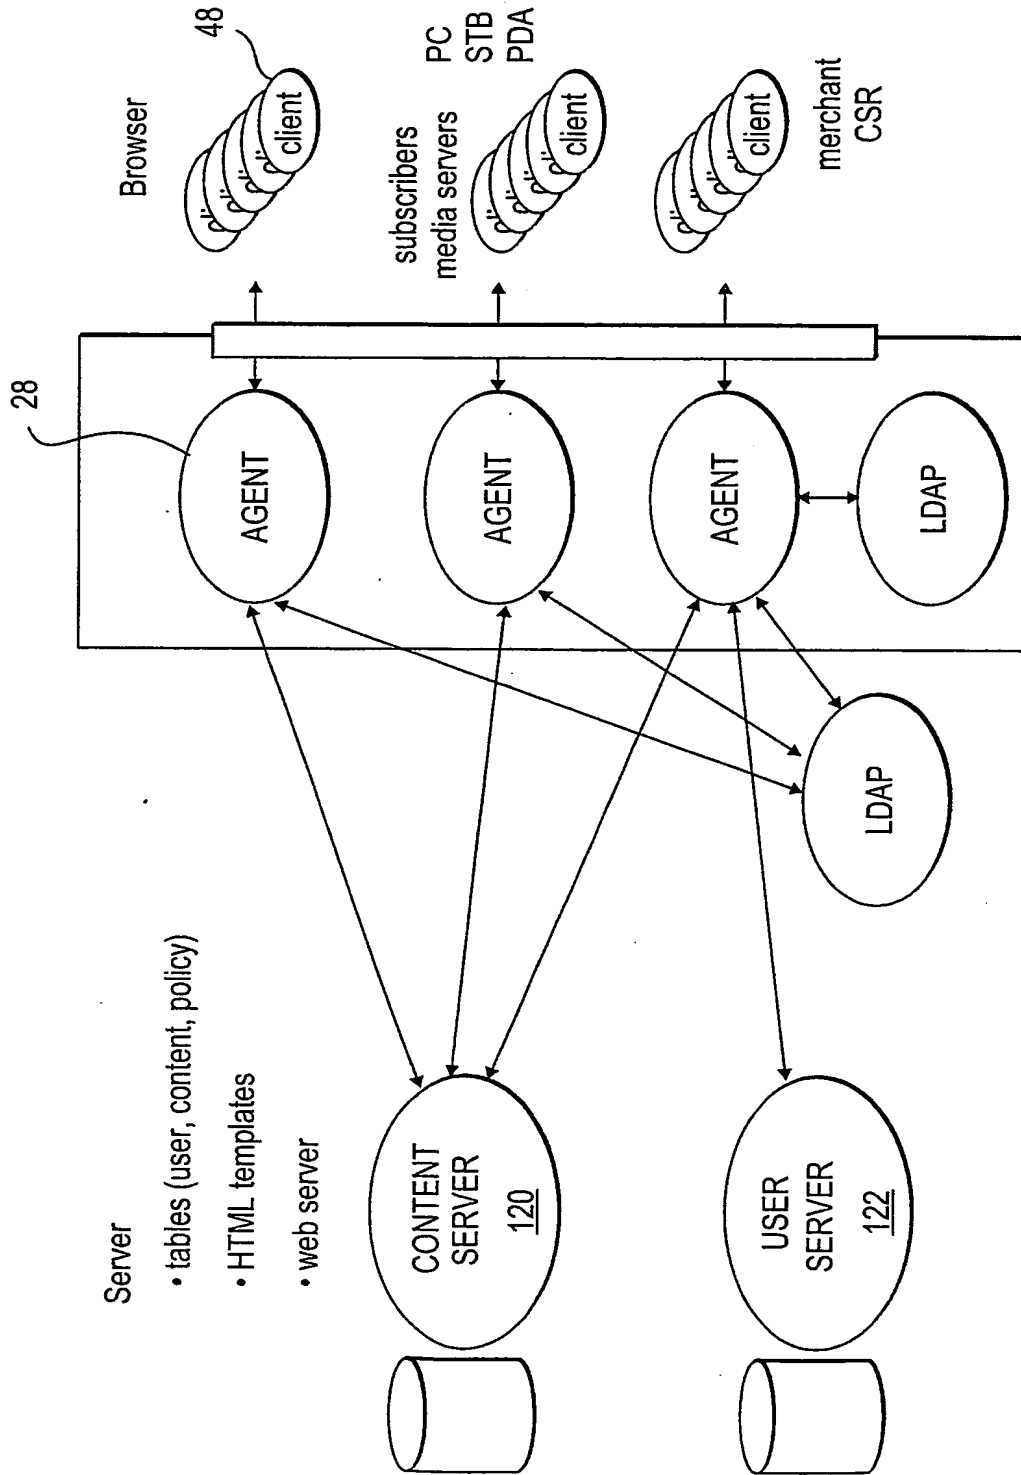 28
48
Server
Browser
• tables (user, content, policy)
• HTML templates
• web server
AGENT
client
subscribers
media servers
PC
STB
PDA
CONTENT
SERVER
120
AGENT
client
USER
SERVER
122
AGENT
client
merchant
CSR
LDAP
LDAP